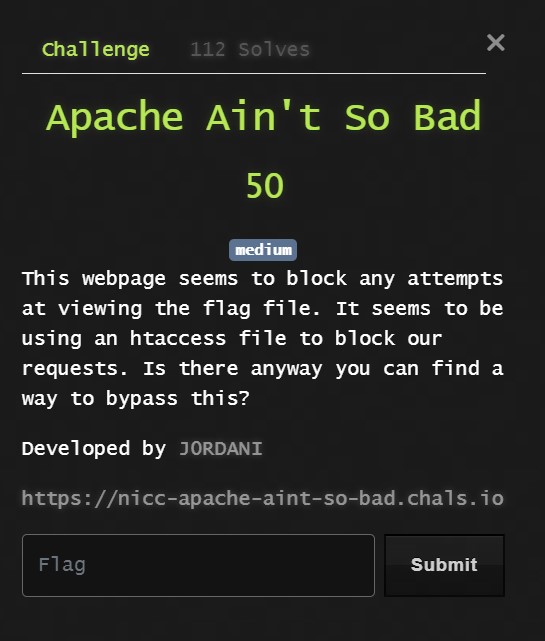 Challenge 112 Solves ×
Apache Ain't So Bad
50
medium
This webpage seems to block any attempts
at viewing the flag file. It seems to be
using an htaccess file to block our
requests. Is there anyway you can find a
way to bypass this?
Developed by J0RDANI
https://nicc-apache-aint-so-bad.chals.io
Flag Submit